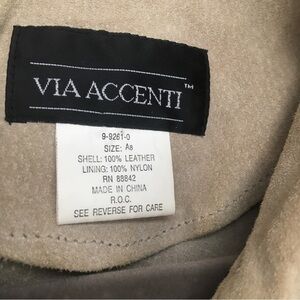 VIA ACCENTI™
9-9261-0
SIZE: A8
SHELL: 100% LEATHER
LINING: 100% NYLON
RN 88842
MADE IN CHINA
R.O.C.
SEE REVERSE FOR CARE